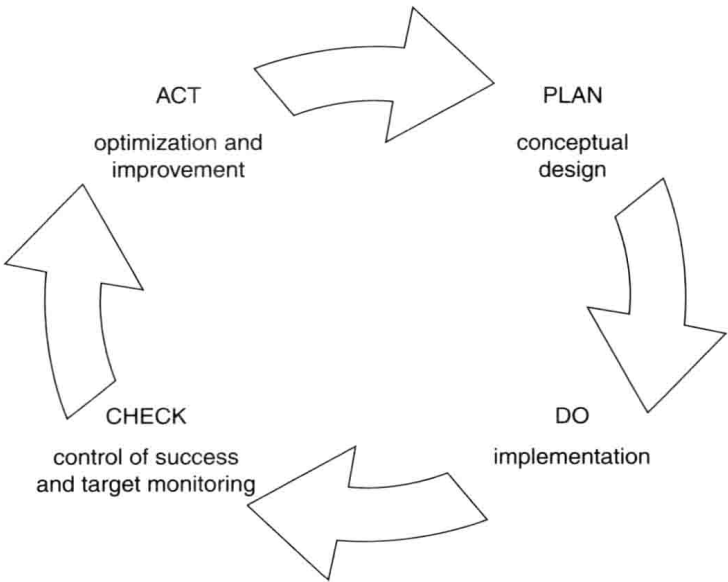 ACT
optimization and
improvement
PLAN
conceptual
design
CHECK
control of success
and target monitoring
DO
implementation